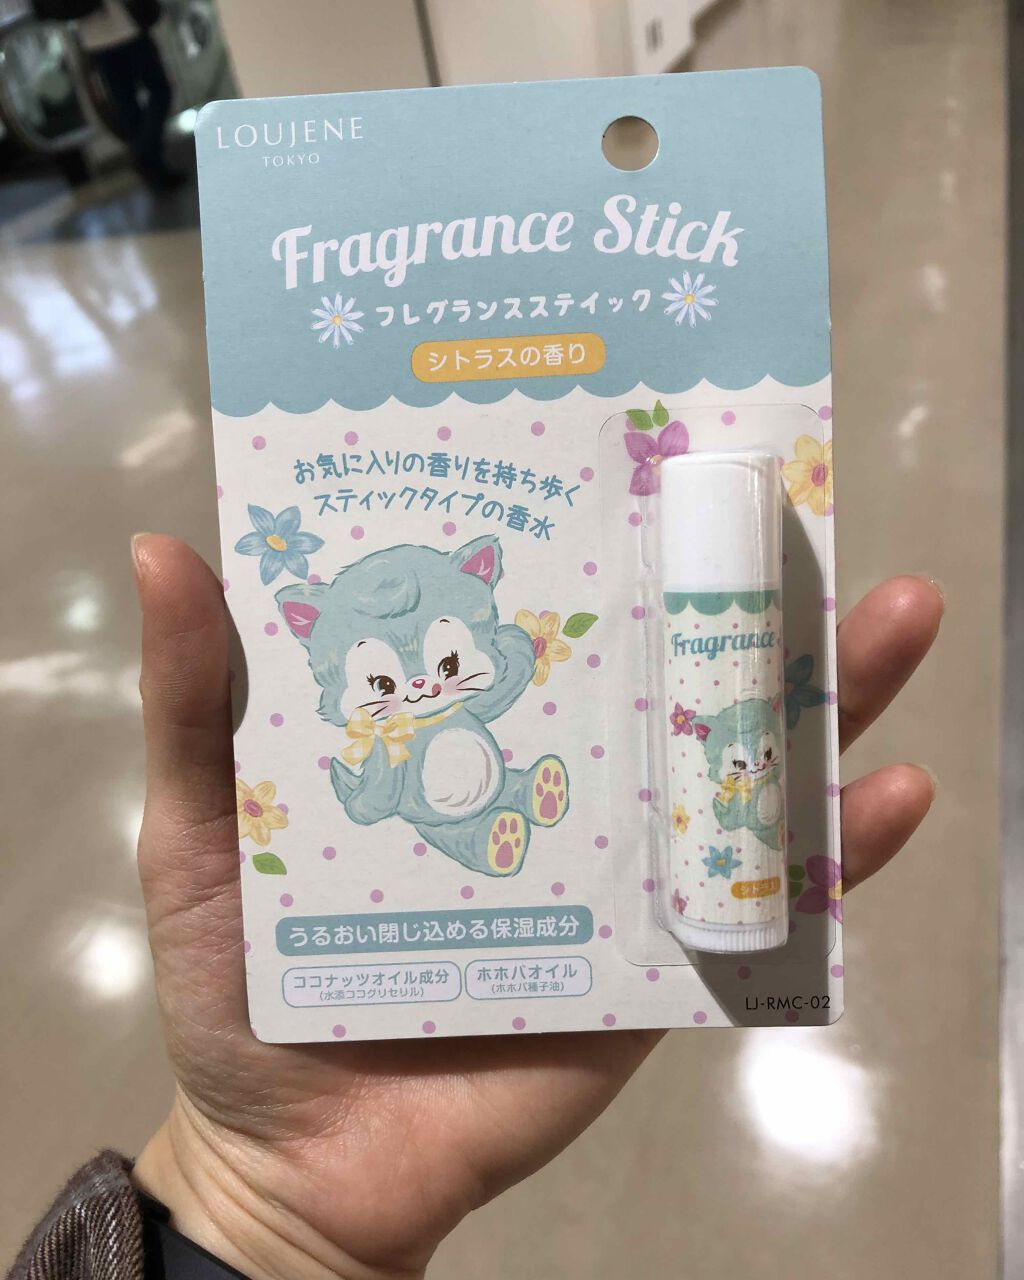 LOUJENE
TOKYO
Fragrance Stick
フレグランススティック
シトラスの香り
お気に入りの香りを持ち歩く
スティックタイプの香水
Fragrance
シトラス
うるおい閉じ込める保湿成分
ココナッツオイル成分
(水添ココグリセリル)
ホホバオイル
(ホホバ種子油)
LJ-RMC-02